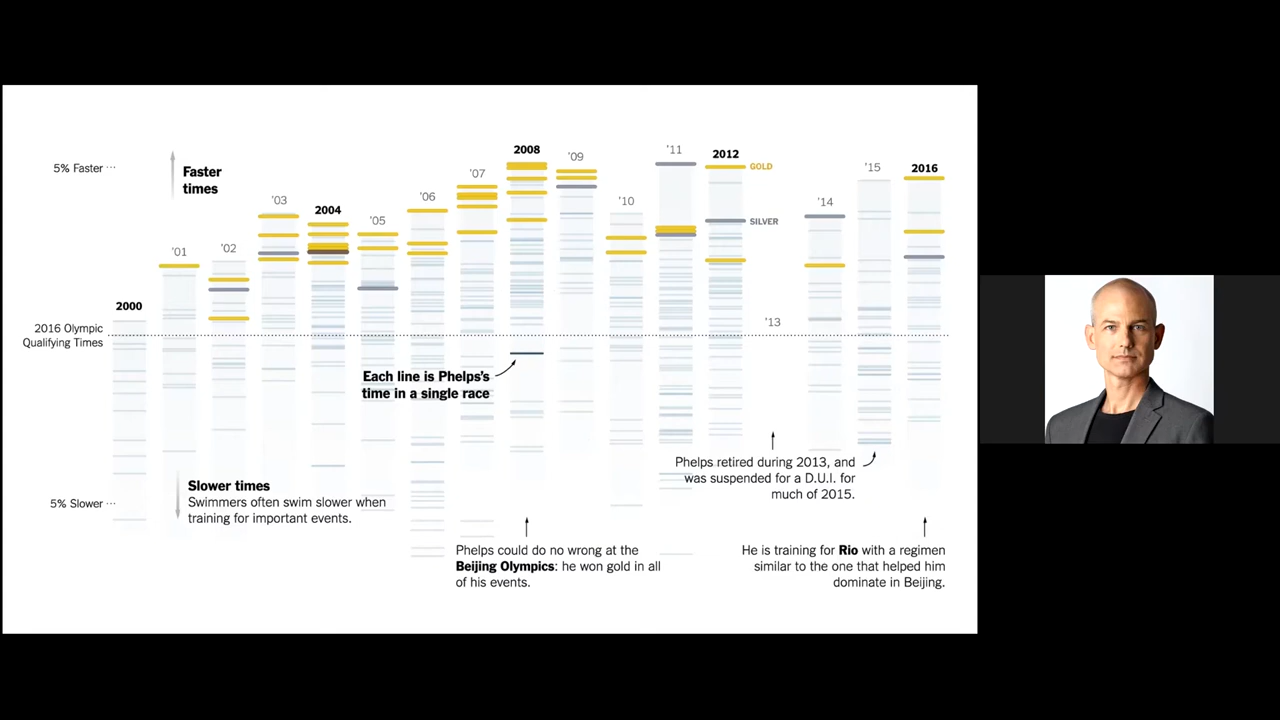 2008
'09
'11
2012
5% Faster
Faster
times
GOLD
'07
'15
2016
'03
2004
'06
'05
'10
'14
SILVER
'01
'02
2000
'13
2016 Olympic
Qualifying Times
Each line is Phelps's
time in a single race
Phelps retired during 2013, and
was suspended for a D.U.I. for
much of 2015.
Slower times
Swimmers often swim slower when
training for important events.
5% Slower
Phelps could do no wrong at the
Beijing Olympics: he won gold in all
of his events.
He is training for Rio with a regimen
similar to the one that helped him
dominate in Beijing.